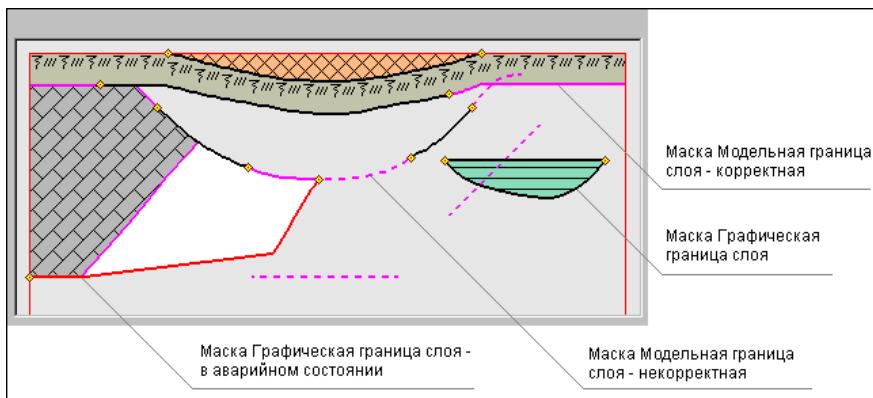 Маска Модельная граница
слоя - корректная
Маска Графическая
граница слоя
Маска Графическая граница слоя -
в аварийном состоянии
Маска Модельная граница
слоя - некорректная